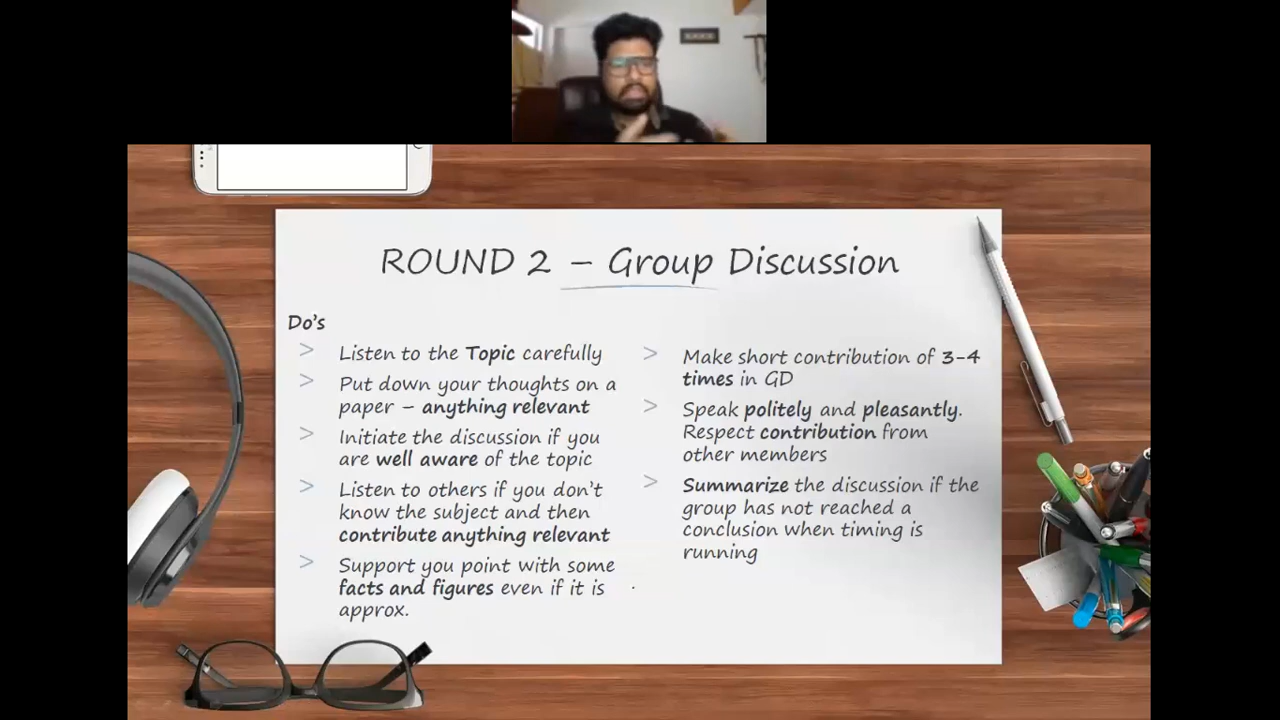 ROUND 2 – Group Discussion
Do's
> Listen to the Topic carefully
> Put down your thoughts on a
paper – anything relevant
> Initiate the discussion if you
are well aware of the topic
> Listen to others if you don't
know the subject and then
contribute anything relevant
> Support you point with some
facts and figures even if it is
approx.
> Make short contribution of 3-4
times in GD
> Speak politely and pleasantly.
Respect contribution from
other members
> Summarize the discussion if the
group has not reached a
conclusion when timing is
running